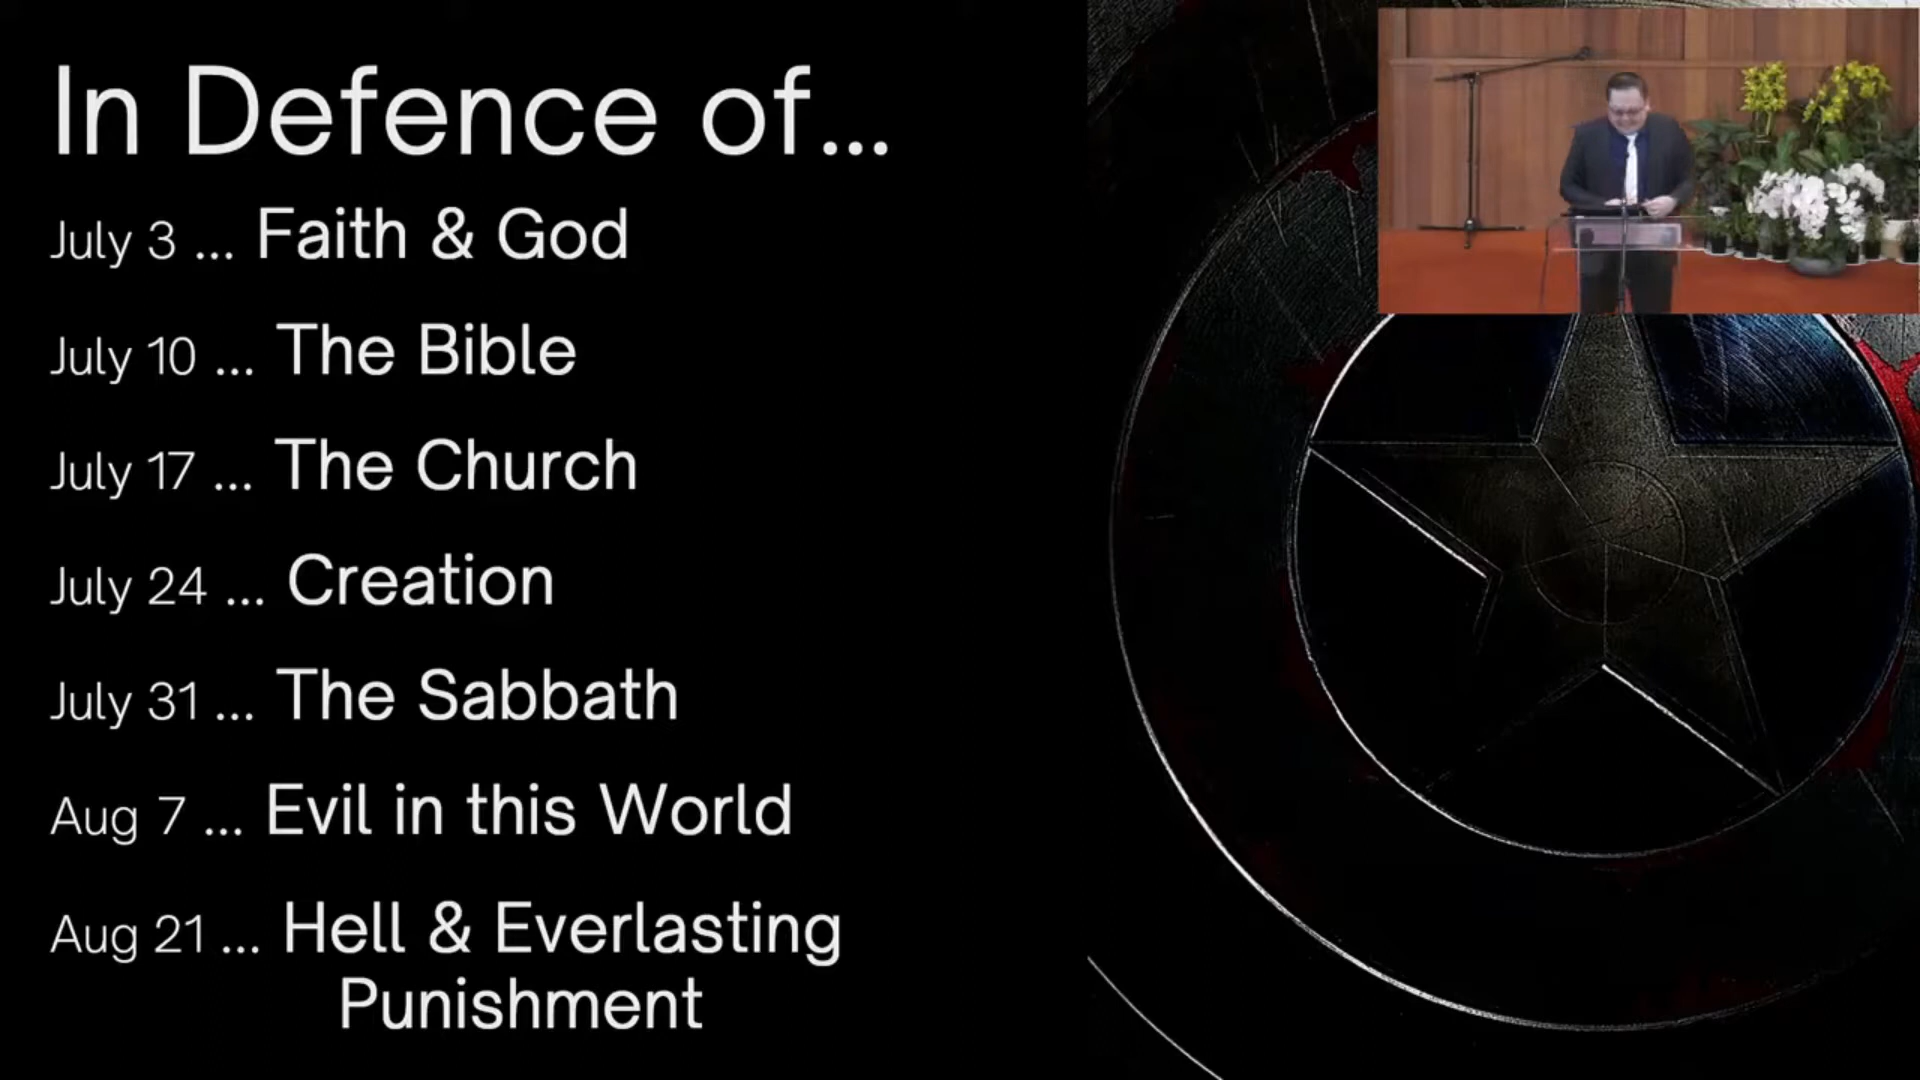 In Defence of...
July 3 ... Faith & God
July 10 ... The Bible
July 17 ... The Church
July 24 ... Creation
July 31 ... The Sabbath
Aug 7 ... Evil in this World
Aug 21 ... Hell & Everlasting
Punishment